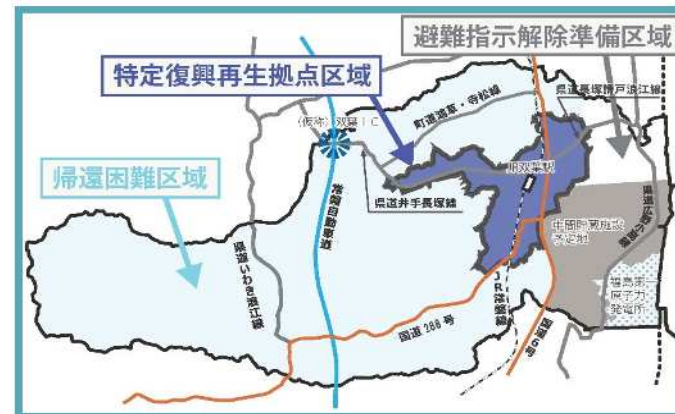 避難指示解除準備区域
特定復興再生拠点区域
県道長塚請戸浪江線
町道鴻草・寺松線
(仮称)双葉IC
JR双葉駅
帰還困難区域
県道井手長塚線
常磐自動車道
中間貯蔵施設
予定地
県道いわき浪江線
福島第一
原子力
発電所
JR常磐線
国道288号
国道6号